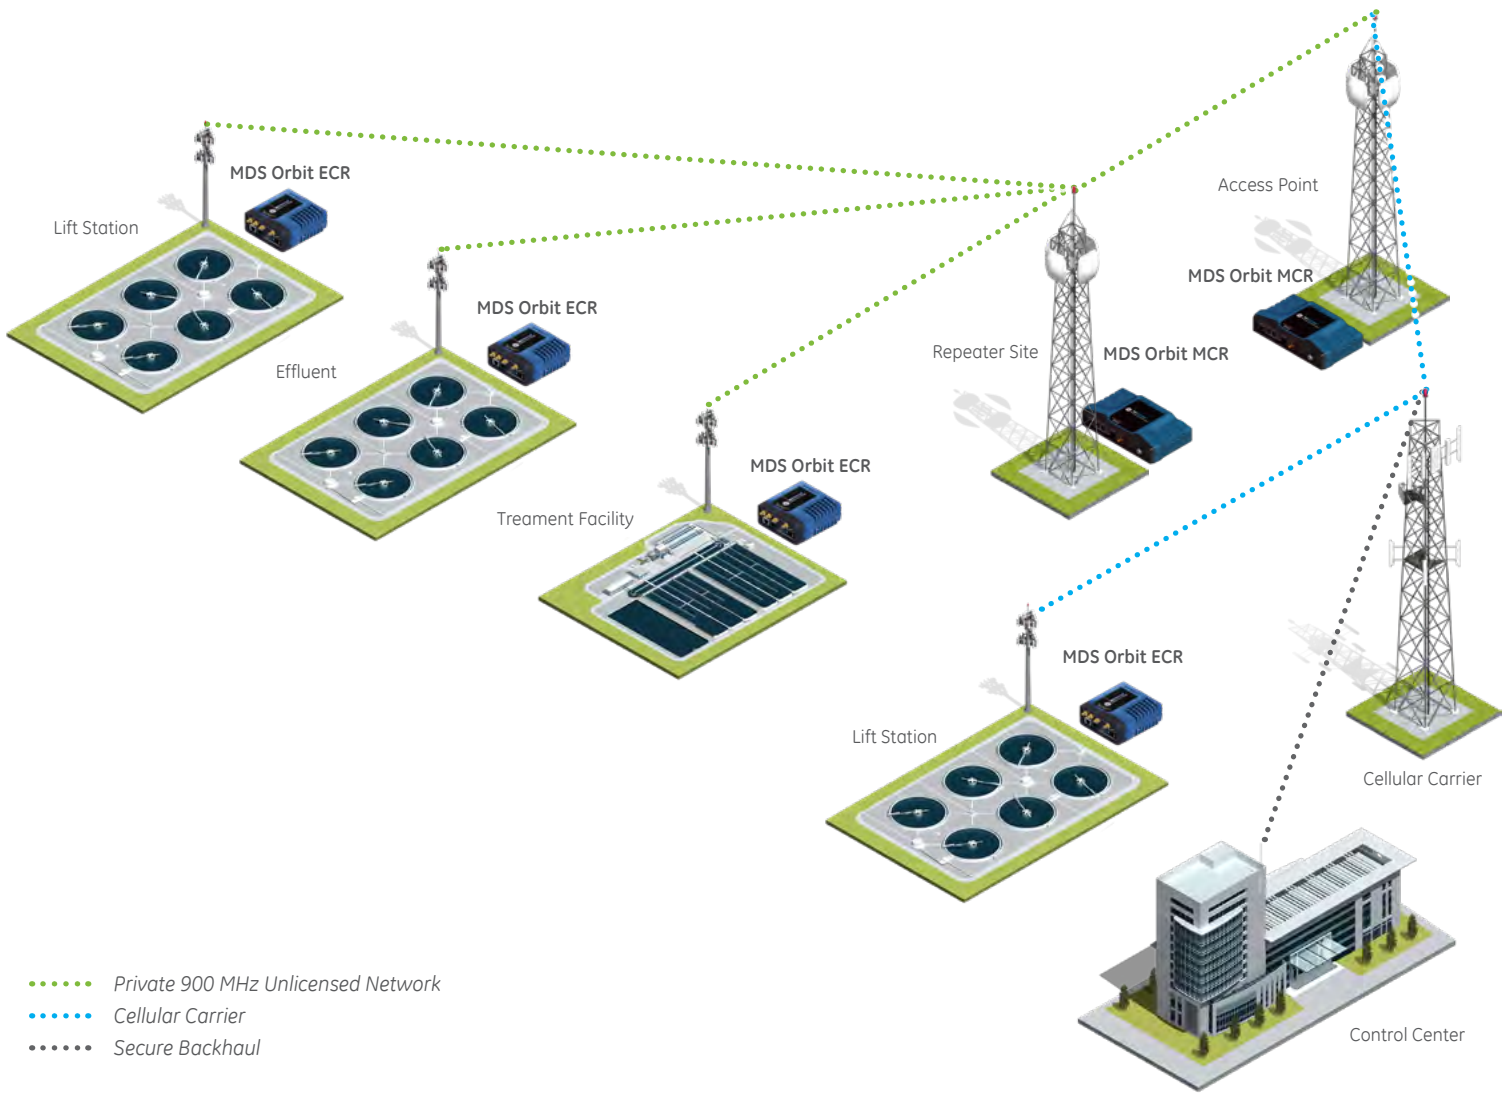 MDS Orbit ECR
Lift Station
Access Point
MDS Orbit MCR
MDS Orbit ECR
Effluent
Repeater Site
MDS Orbit MCR
MDS Orbit ECR
Treament Facility
MDS Orbit ECR
Lift Station
Cellular Carrier
Private 900 MHz Unlicensed Network
Cellular Carrier
Secure Backhaul
Control Center